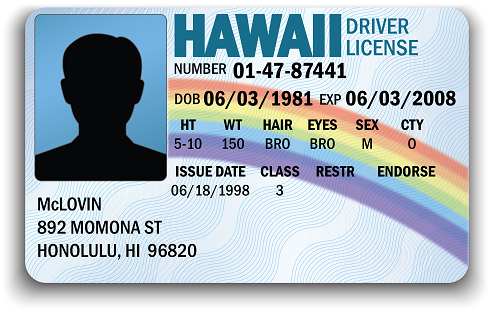 HAWAII DRIVER LICENSE
NUMBER 01-47-87441
DOB 06/03/1981 EXP 06/03/2008
HT WT HAIR EYES SEX CTY
5-10 150 BRO BRO M O
ISSUE DATE CLASS RESTR ENDORSE
06/18/1998 3
McLOVIN
892 MOMONA ST
HONOLULU, HI 96820